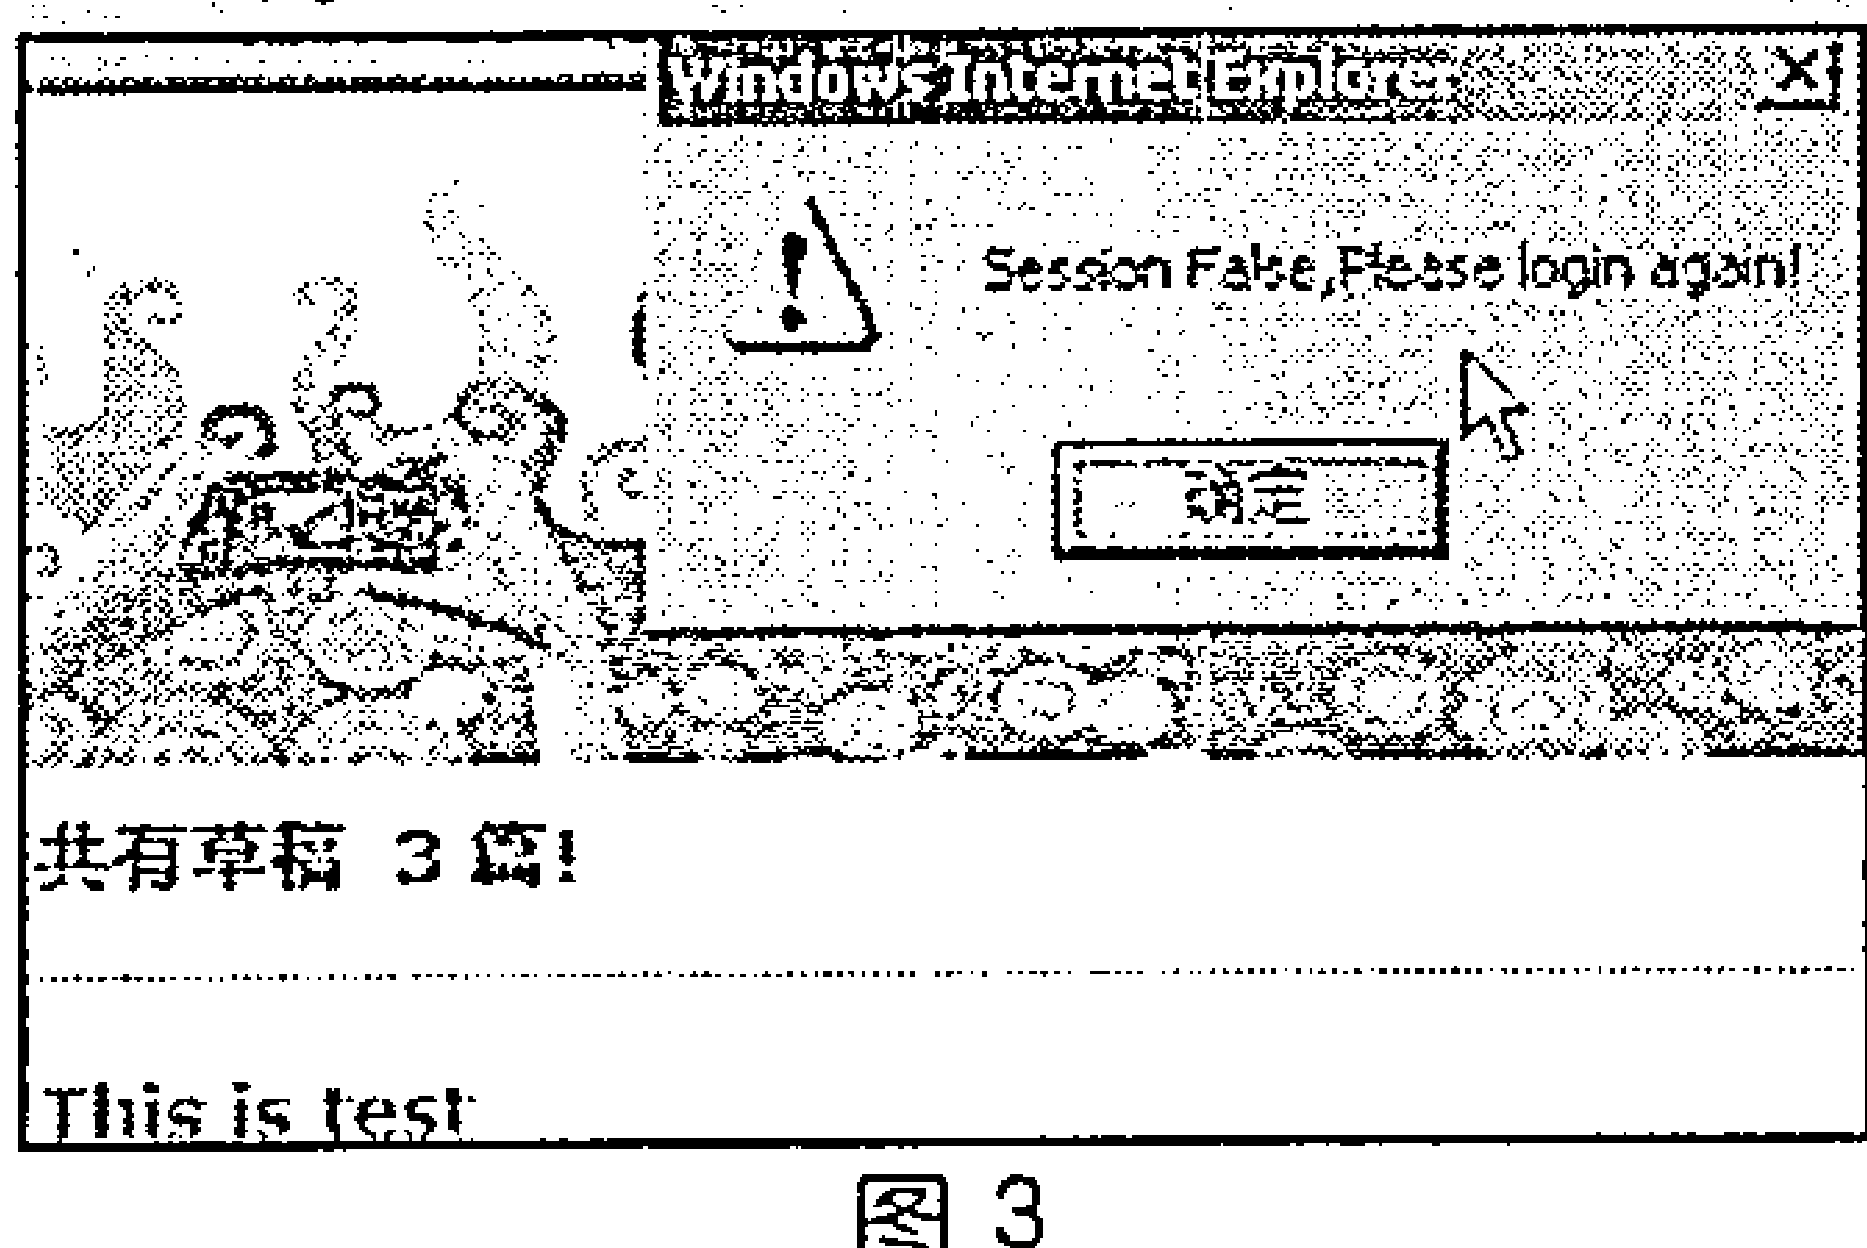 Windows Internet Explorer
Session False,Please login again!
确定
共有草稿 3 篇!
This is test
图 3